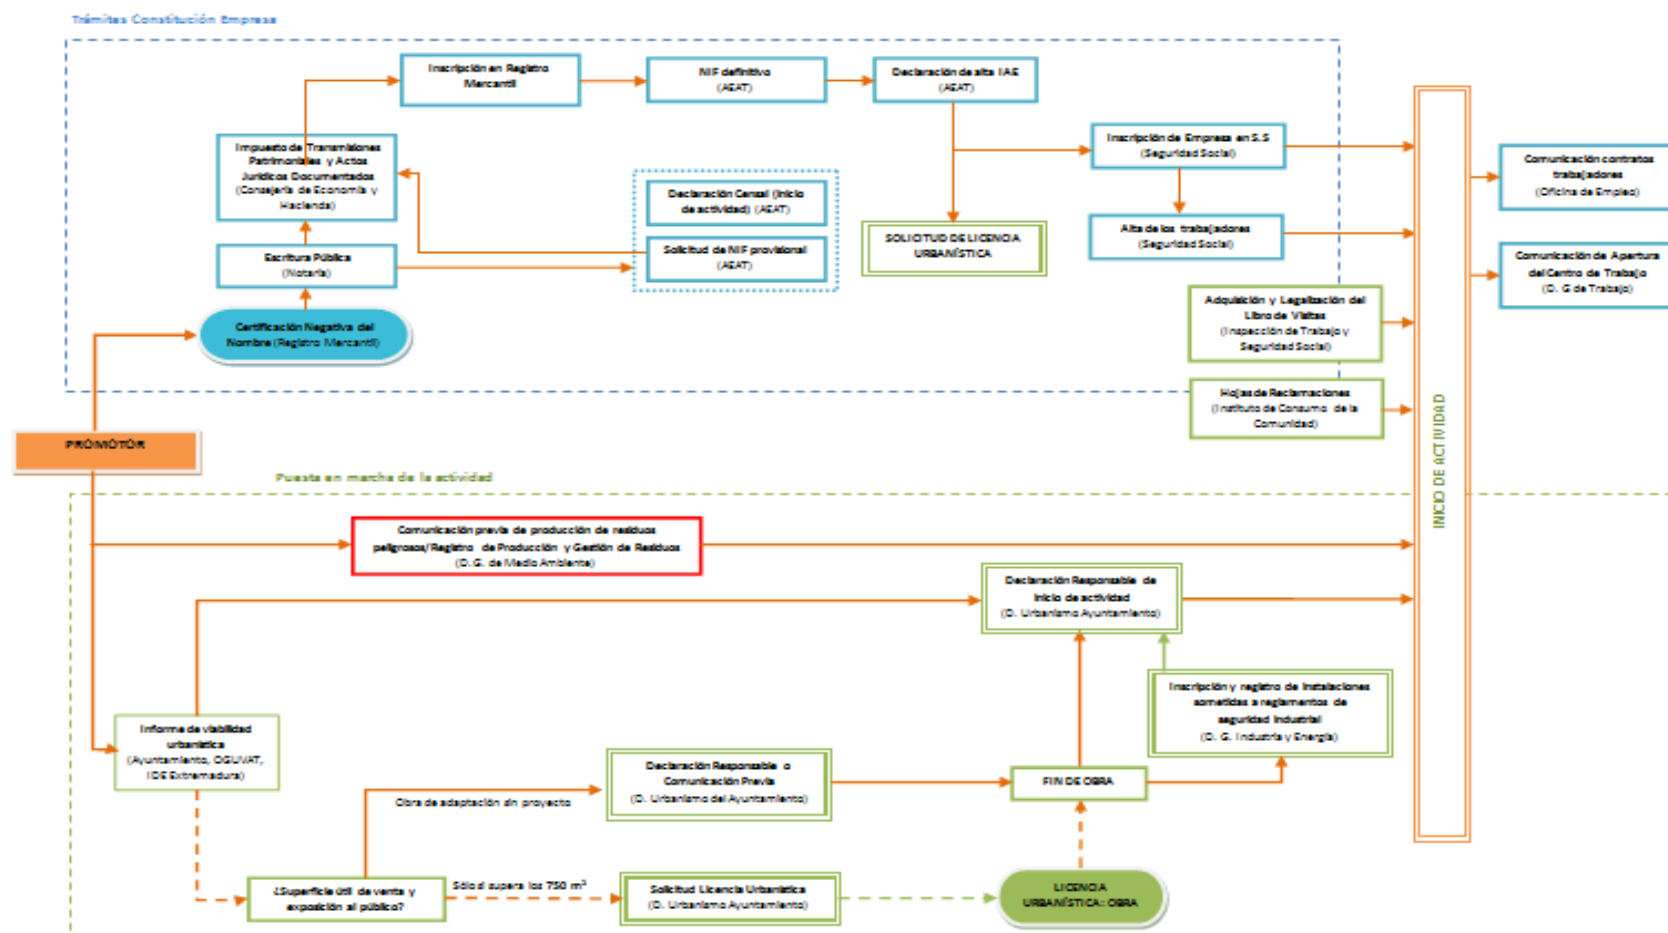 Trámites Constitución Empresa
Inscripción en Registro
Mercantil
NIF definitivo
(AEAT)
Declaración de alta IAE
(AEAT)
Impuesto de Transmisiones
Patrimoniales y Actos
Jurídicos Documentados
(Consejería de Economía y
Hacienda)
Declaración Censal (Inicio
de actividad) (AEAT)
Solicitud de NIF provisional
(AEAT)
Escritura Pública
(Notaría)
Certificación Negativa del
Nombre (Registro Mercantil)
SOLICITUD DE LICENCIA
URBANÍSTICA
Inscripción de Empresa en S.S
(Seguridad Social)
Alta de los trabajadores
(Seguridad Social)
Adquisición y Legalización del
Libro de Visitas
(Inspección de Trabajo y
Seguridad Social)
Hojas de Reclamaciones
(Instituto de Consumo de la
Comunidad)
INICIO DE ACTIVIDAD
Comunicación contratos
trabajadores
(Oficina de Empleo)
Comunicación de Apertura
del Centro de Trabajo
(D. G de Trabajo)
PROMOTOR
Puesta en marcha de la actividad
Comunicación previa de producción de residuos
peligrosos/Registro de Producción y Gestión de Residuos
(D.G. de Medio Ambiente)
Declaración Responsable de
Inicio de actividad
(D. Urbanismo Ayuntamiento)
Inscripción y registro de Instalaciones
sometidas a reglamentos de
seguridad Industrial
(D. G. Industria y Energía)
Informe de viabilidad
urbanística
(Ayuntamiento, OGUVAT,
IDE Extremadura)
Obra de adaptación sin proyecto
Declaración Responsable o
Comunicación Previa
(D. Urbanismo del Ayuntamiento)
FIN DE OBRA
¿Superficie útil de venta y
exposición al público?
Sólo si supera los 750 m²
Solicitud Licencia Urbanística
(D. Urbanismo Ayuntamiento)
LICENCIA
URBANÍSTICA: OBRA